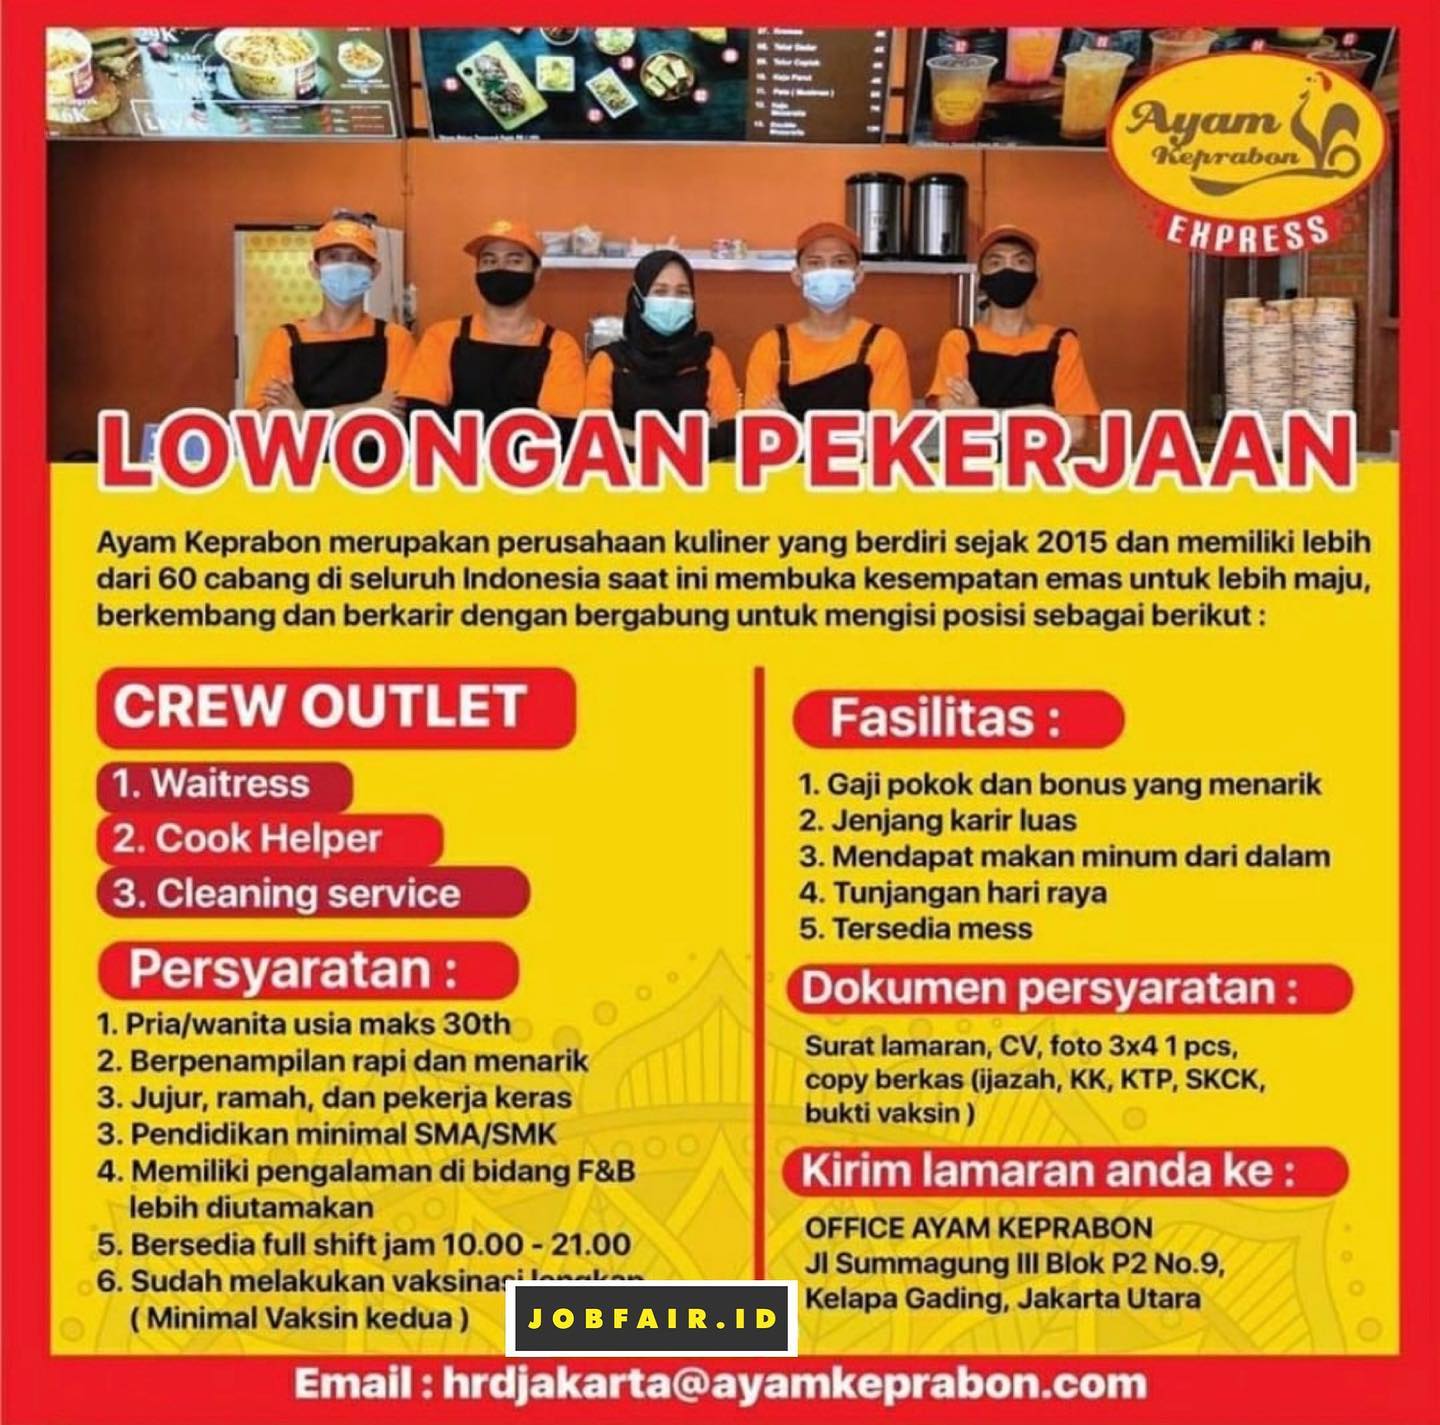 29K
Paket
6K
LEVEL
Ayam
Keprabon
EXPRESS
LOWONGAN PEKERJAAN
Ayam Keprabon merupakan perusahaan kuliner yang berdiri sejak 2015 dan memiliki lebih
dari 60 cabang di seluruh Indonesia saat ini membuka kesempatan emas untuk lebih maju,
berkembang dan berkarir dengan bergabung untuk mengisi posisi sebagai berikut :
CREW OUTLET
1. Waitress
2. Cook Helper
3. Cleaning service
Persyaratan :
1. Pria/wanita usia maks 30th
2. Berpenampilan rapi dan menarik
3. Jujur, ramah, dan pekerja keras
3. Pendidikan minimal SMA/SMK
4. Memiliki pengalaman di bidang F&B
lebih diutamakan
5. Bersedia full shift jam 10.00 - 21.00
6. Sudah melakukan vaksinasi lengkap
( Minimal Vaksin kedua )
Fasilitas :
1. Gaji pokok dan bonus yang menarik
2. Jenjang karir luas
3. Mendapat makan minum dari dalam
4. Tunjangan hari raya
5. Tersedia mess
Dokumen persyaratan :
Surat lamaran, CV, foto 3x4 1 pcs,
copy berkas (ijazah, KK, KTP, SKCK,
bukti vaksin )
Kirim lamaran anda ke :
OFFICE AYAM KEPRABON
Jl Summagung III Blok P2 No.9,
Kelapa Gading, Jakarta Utara
JOBFAIR.ID
Email : hrdjakarta@ayamkeprabon.com